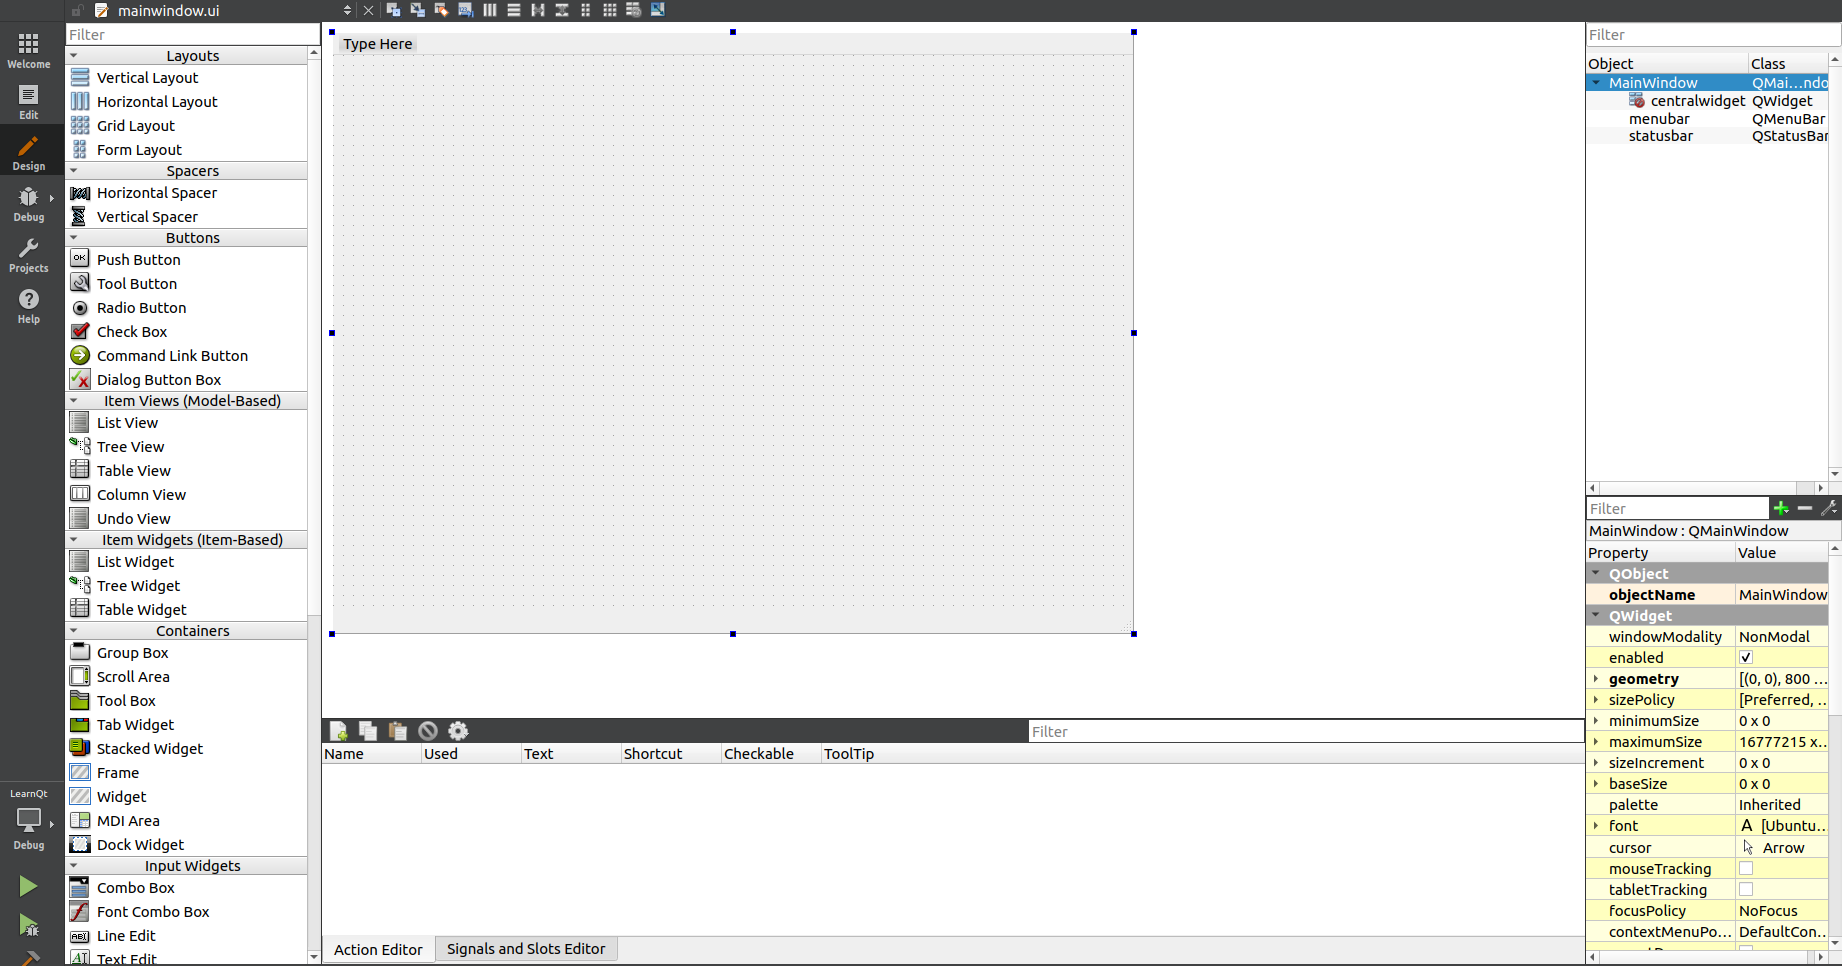 mainwindow.ui
Welcome
Edit
Design
Debug
Projects
Help
LearnQt
Debug
Filter
Layouts
Vertical Layout
Horizontal Layout
Grid Layout
Form Layout
Spacers
Horizontal Spacer
Vertical Spacer
Buttons
OK Push Button
Tool Button
Radio Button
Check Box
Command Link Button
Dialog Button Box
Item Views (Model-Based)
List View
Tree View
Table View
Column View
Undo View
Item Widgets (Item-Based)
List Widget
Tree Widget
Table Widget
Containers
Group Box
Scroll Area
Tool Box
Tab Widget
Stacked Widget
Frame
Widget
MDI Area
Dock Widget
Input Widgets
Combo Box
Font Combo Box
ABI Line Edit
AI Text Edit
Type Here
Filter
Name Used Text Shortcut Checkable ToolTip
Action Editor Signals and Slots Editor
Filter
Object Class
MainWindow QMai...ndo
centralwidget QWidget
menubar QMenuBar
statusbar QStatusBar
Filter
MainWindow : QMainWindow
Property Value
QObject
objectName MainWindow
QWidget
windowModality NonModal
enabled
geometry [(0, 0), 800 ...
sizePolicy [Preferred, ...
minimumSize 0 x 0
maximumSize 16777215 x...
sizeIncrement 0 x 0
baseSize 0 x 0
palette Inherited
font A [Ubuntu...
cursor Arrow
mouseTracking
tabletTracking
focusPolicy NoFocus
contextMenuPo... DefaultCon...